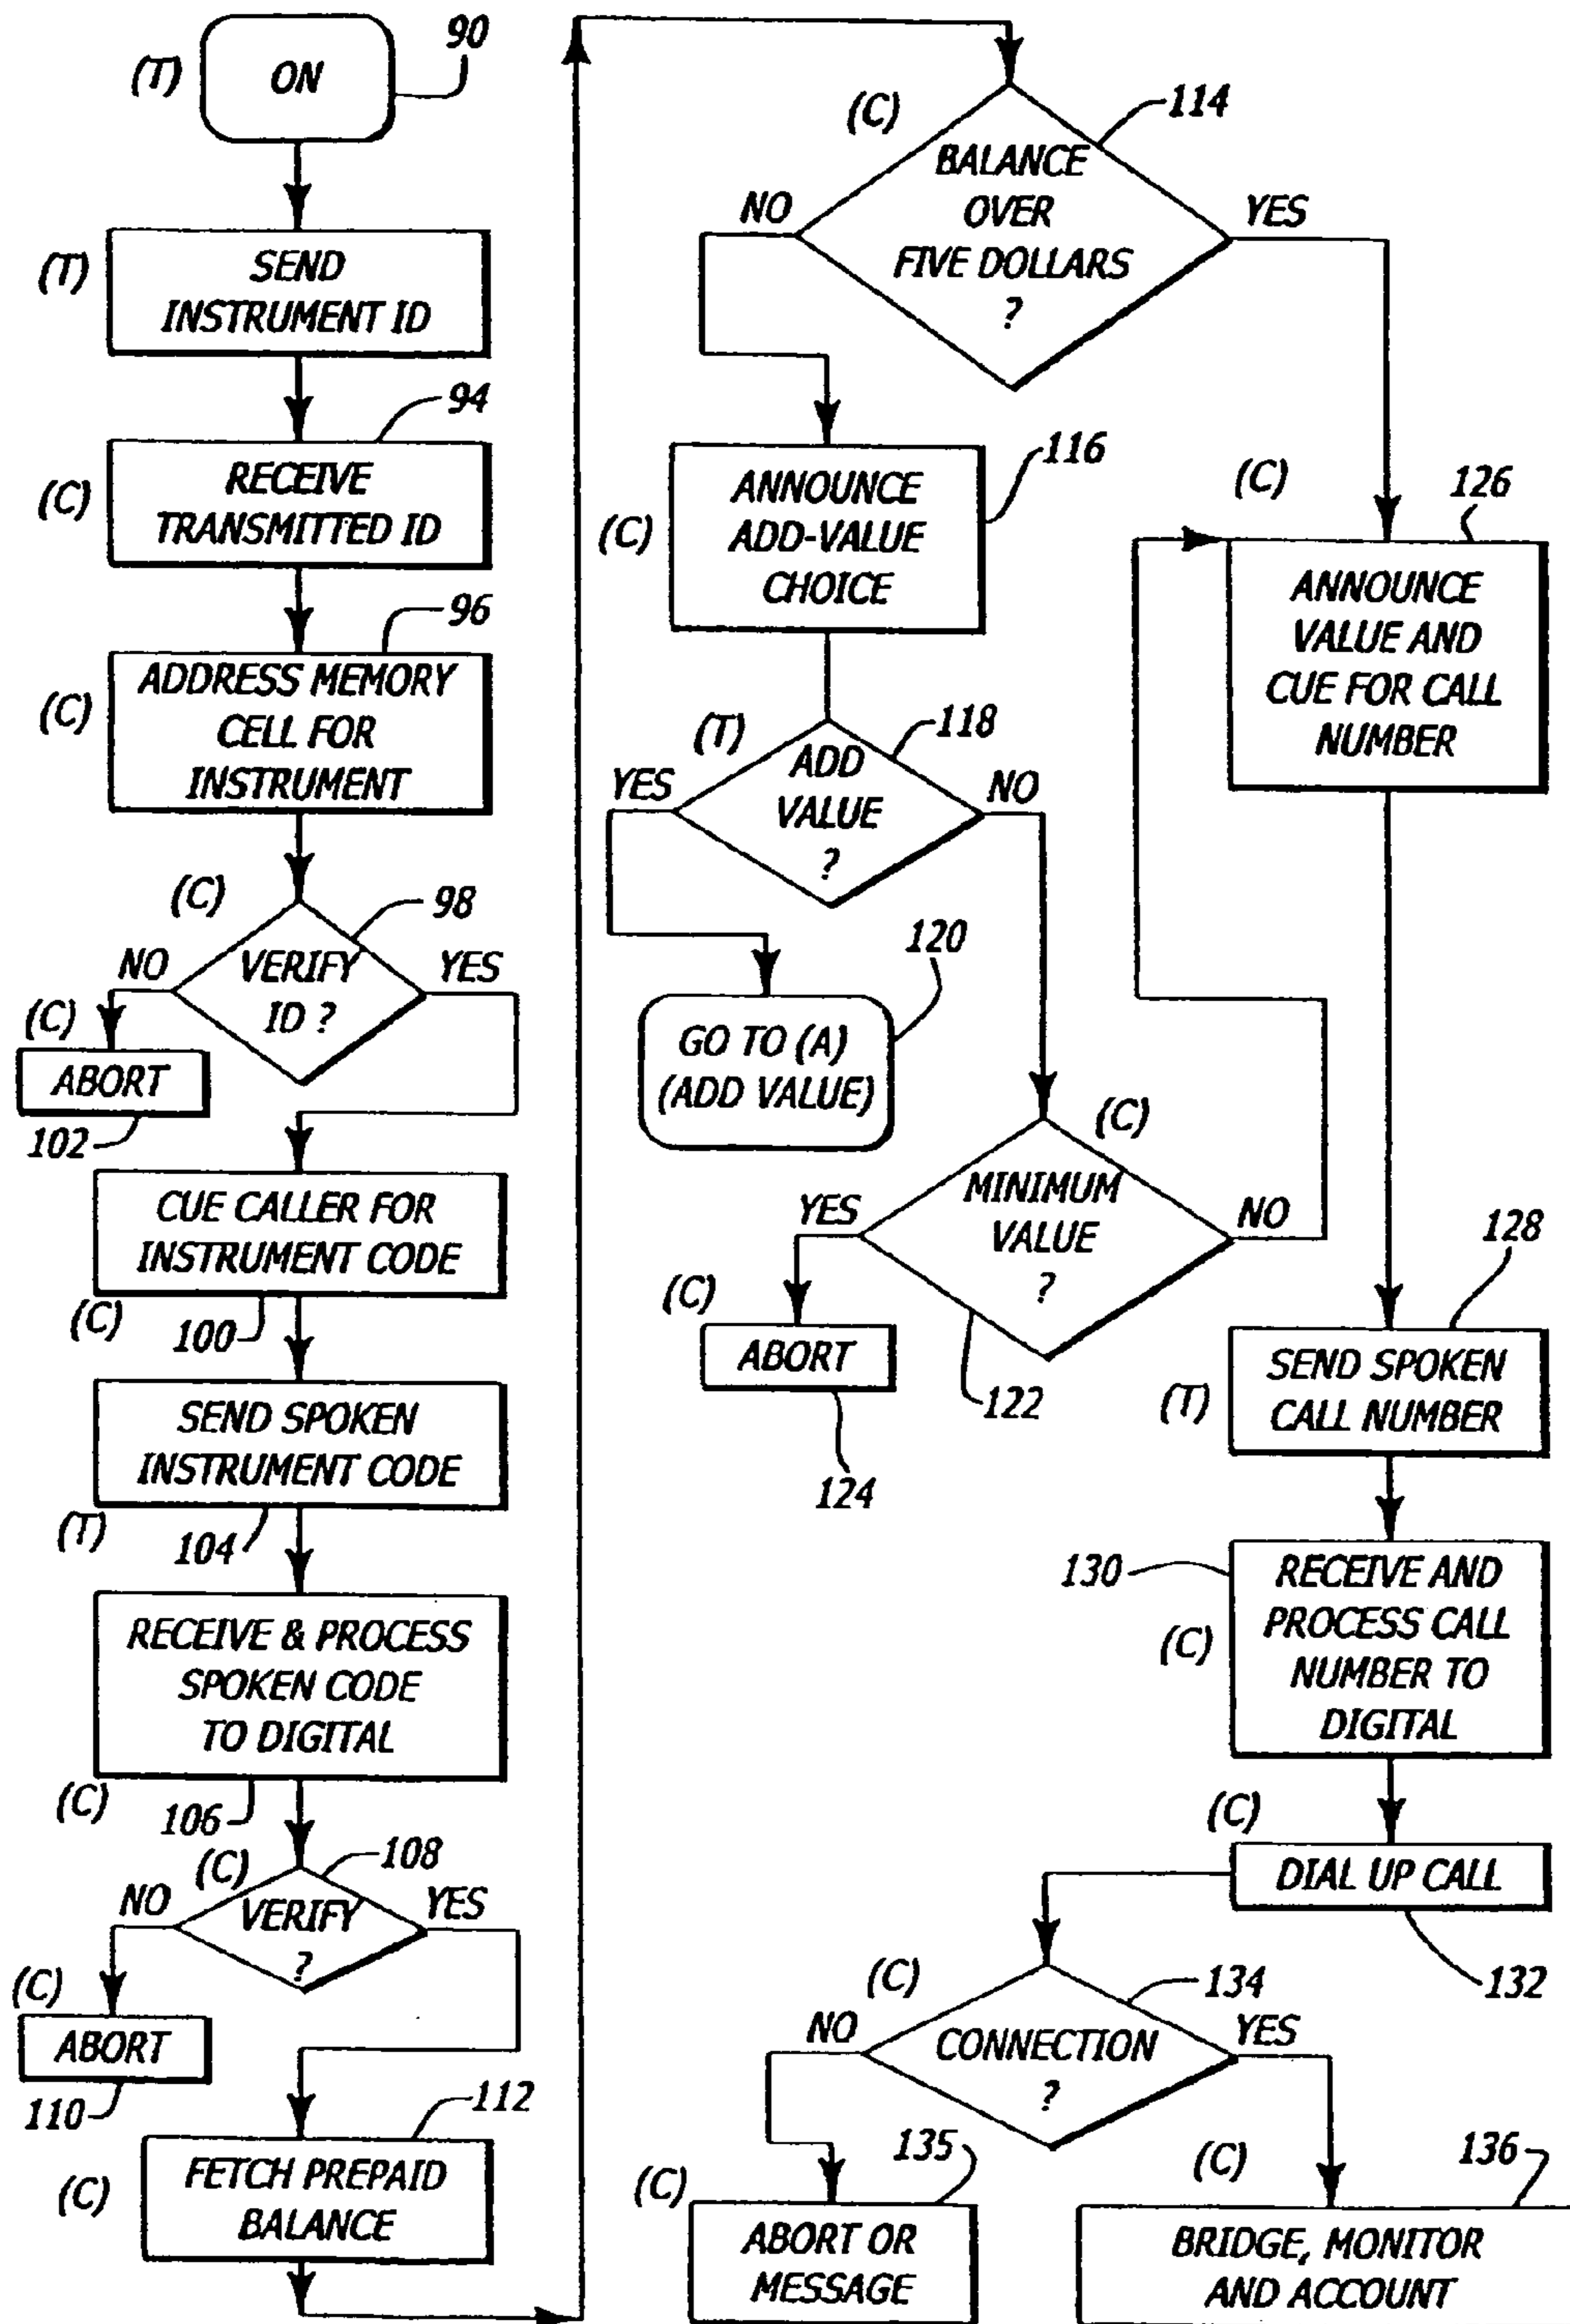 (T)
ON
90
(T)
SEND
INSTRUMENT ID
94
(C)
RECEIVE
TRANSMITTED ID
96
(C)
ADDRESS MEMORY
CELL FOR
INSTRUMENT
(C)
98
NO
VERIFY
ID ?
YES
(C)
ABORT
102
CUE CALLER FOR
INSTRUMENT CODE
(C)
100
SEND SPOKEN
INSTRUMENT CODE
(T)
104
RECEIVE & PROCESS
SPOKEN CODE
TO DIGITAL
(C)
106
(C)
108
NO
VERIFY
?
YES
(C)
ABORT
110
112
(C)
FETCH PREPAID
BALANCE
(C)
114
BALANCE
OVER
FIVE DOLLARS
?
NO
YES
116
(C)
ANNOUNCE
ADD-VALUE
CHOICE
(T)
118
YES
ADD
VALUE
?
NO
120
GO TO (A)
(ADD VALUE)
(C)
YES
MINIMUM
VALUE
?
NO
122
(C)
ABORT
124
(C)
126
ANNOUNCE
VALUE AND
CUE FOR CALL
NUMBER
128
(T)
SEND SPOKEN
CALL NUMBER
130
(C)
RECEIVE AND
PROCESS CALL
NUMBER TO
DIGITAL
(C)
DIAL UP CALL
132
(C)
134
NO
CONNECTION
?
YES
135
(C)
ABORT OR
MESSAGE
(C)
136
BRIDGE, MONITOR
AND ACCOUNT